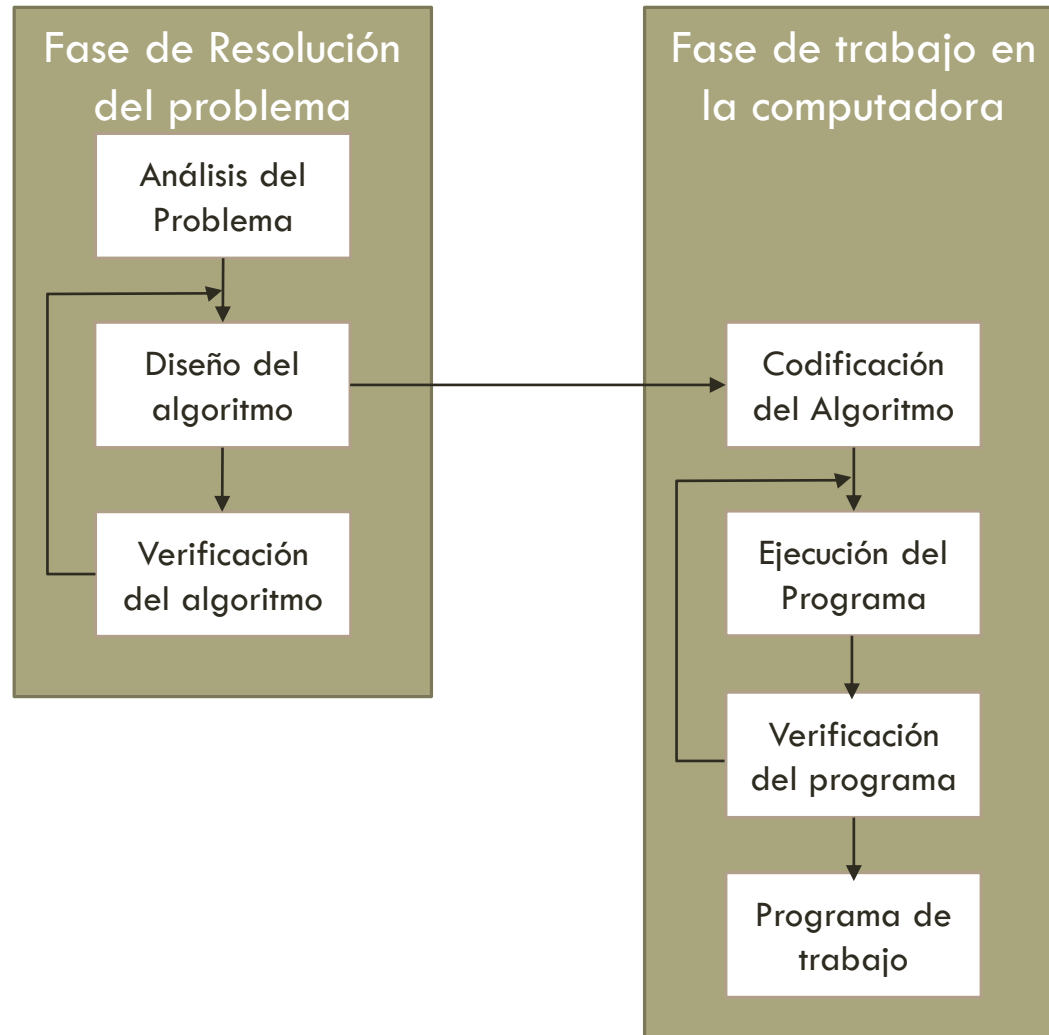 Fase de Resolución
del problema
Análisis del
Problema
Diseño del
algoritmo
Verificación
del algoritmo
Fase de trabajo en
la computadora
Codificación
del Algoritmo
Ejecución del
Programa
Verificación
del programa
Programa de
trabajo